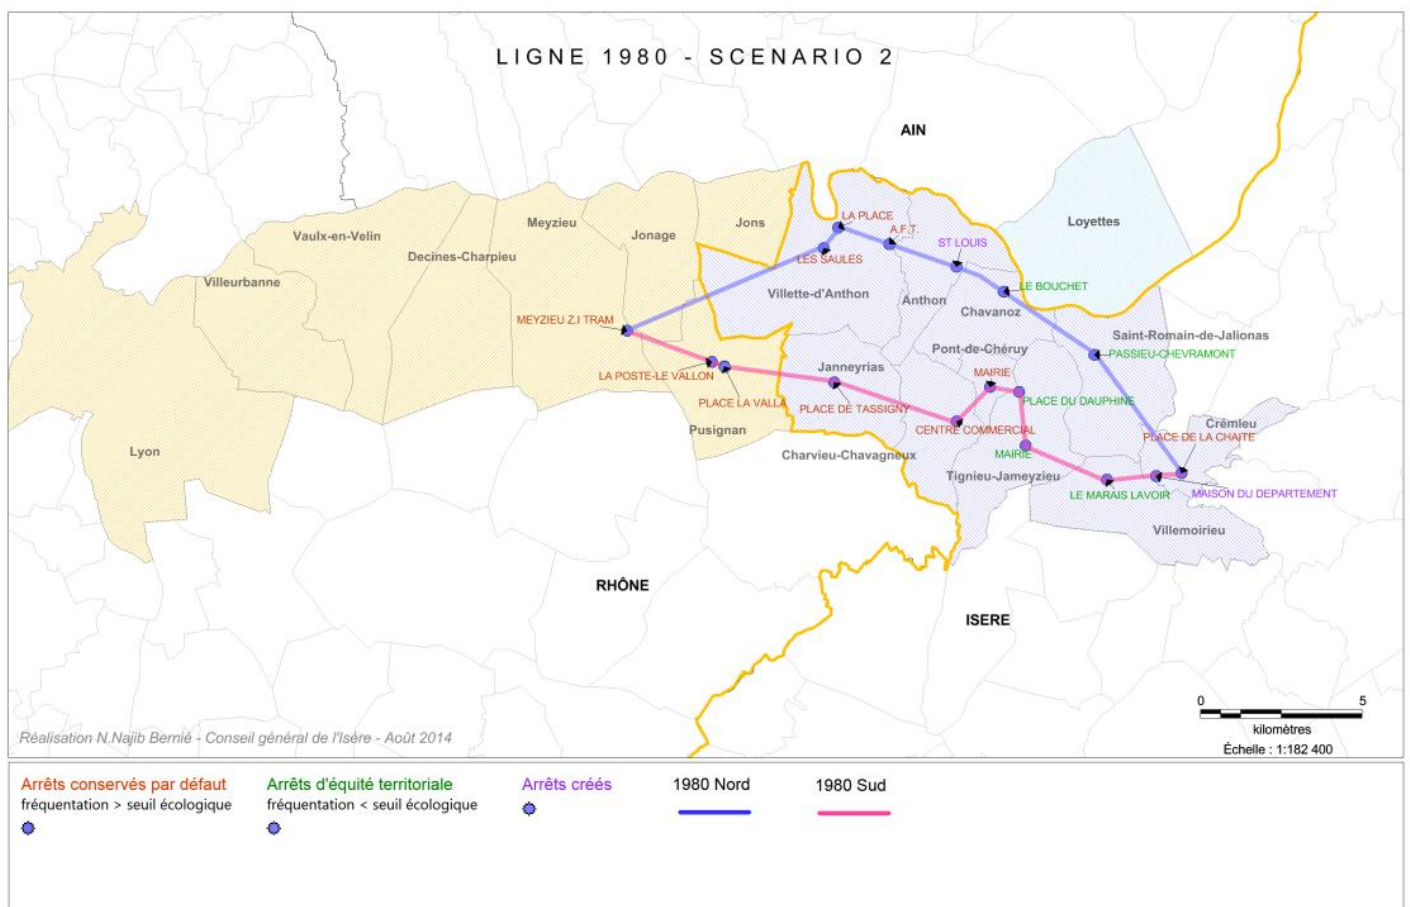 LIGNE 1980 - SCENARIO 2
AIN
LA PLACE
Loyettes
Meyzieu
Jons
A.F.T.
Vaulx-en-Velin
Jonage
ST LOUIS
Decines-Charpieu
LES SAULES
Villeurbanne
LE BOUCHET
Villette-d'Anthon
Anthon
Chavanoz
MEYZIEU Z.I TRAM
Saint-Romain-de-Jalionas
Pont-de-Chéruy
PASSIEU-CHEVRAMONT
Janneyrias
LA POSTE-LE VALLON
MAIRIE
PLACE LA VALLA
PLACE DE TASSIGNY
PLACE DU DAUPHINE
Pusignan
CENTRE COMMERCIAL
Crémieu
PLACE DE LA CHAITE
Lyon
Charvieu-Chavagneux
MAIRIE
Tignieu-Jameyzieu
LE MARAIS LAVOIR
MAISON DU DEPARTEMENT
Villemoirieu
RHÔNE
ISERE
0 5
kilomètres
Échelle : 1:182 400
Réalisation N.Najib Bernié - Conseil général de l'Isère - Août 2014
Arrêts conservés par défaut
fréquentation > seuil écologique
Arrêts d'équité territoriale
fréquentation < seuil écologique
Arrêts créés
1980 Nord
1980 Sud